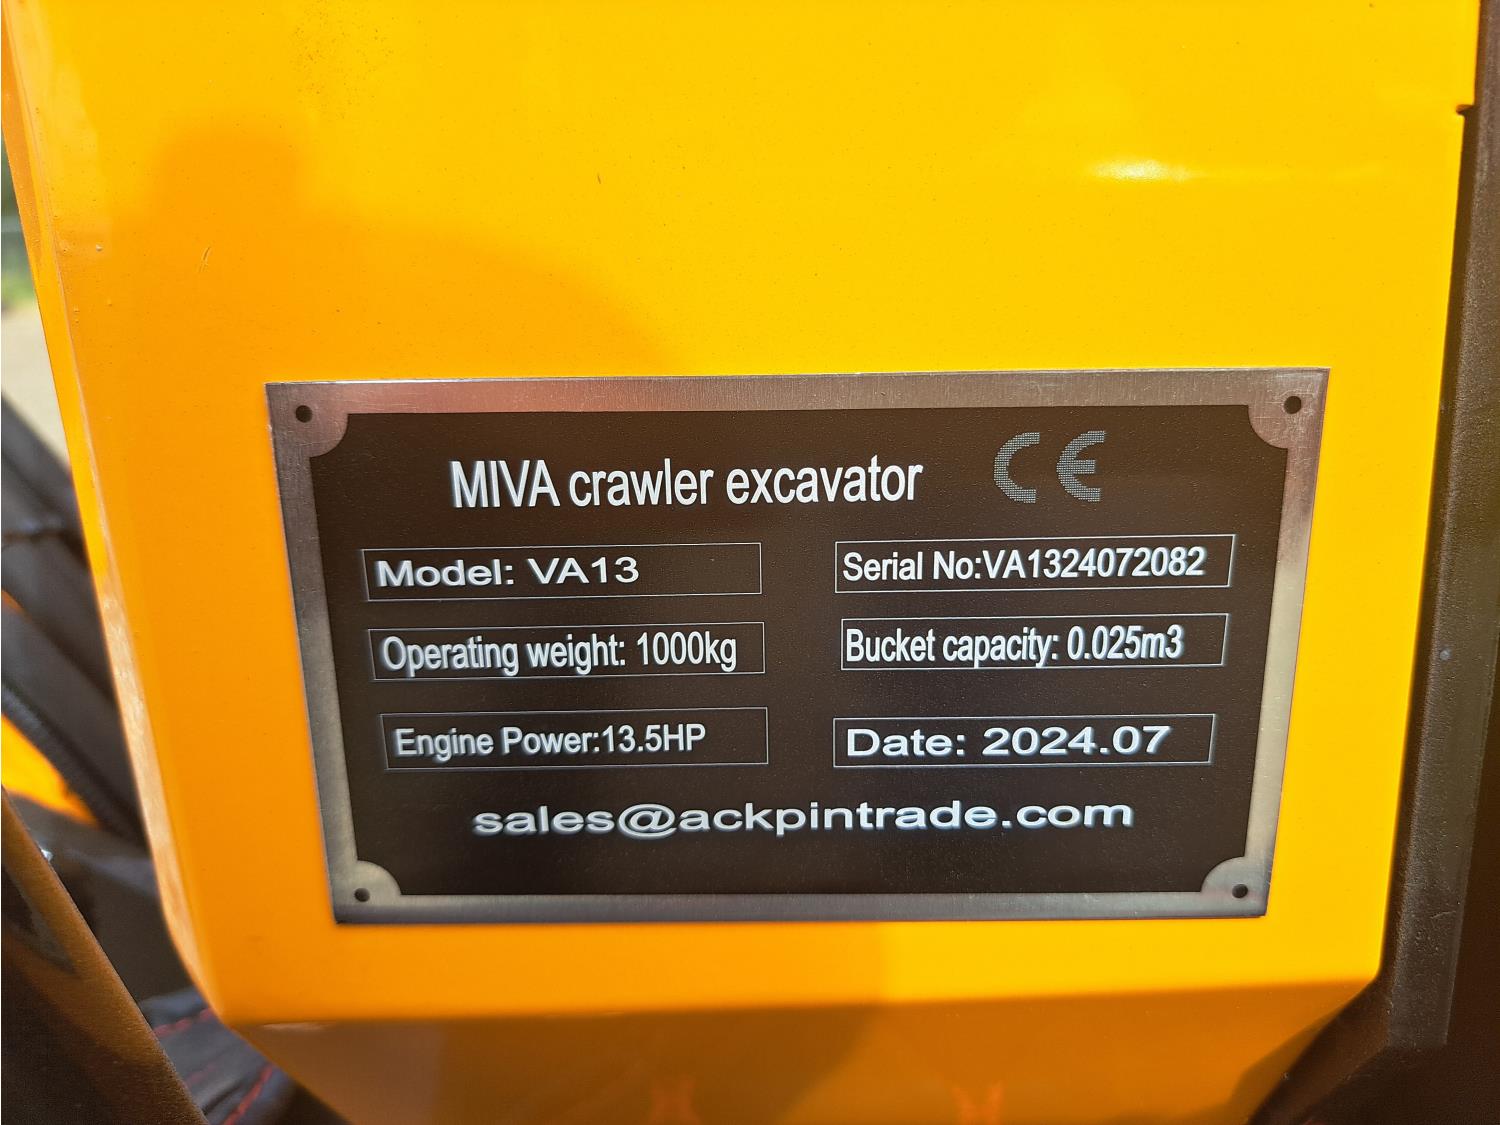 MIVA crawler excavator CE
Model: VA13
Serial No:VA1324072082
Operating weight: 1000kg
Bucket capacity: 0.025m3
Engine Power:13.5HP
Date: 2024.07
sales@ackpintrade.com